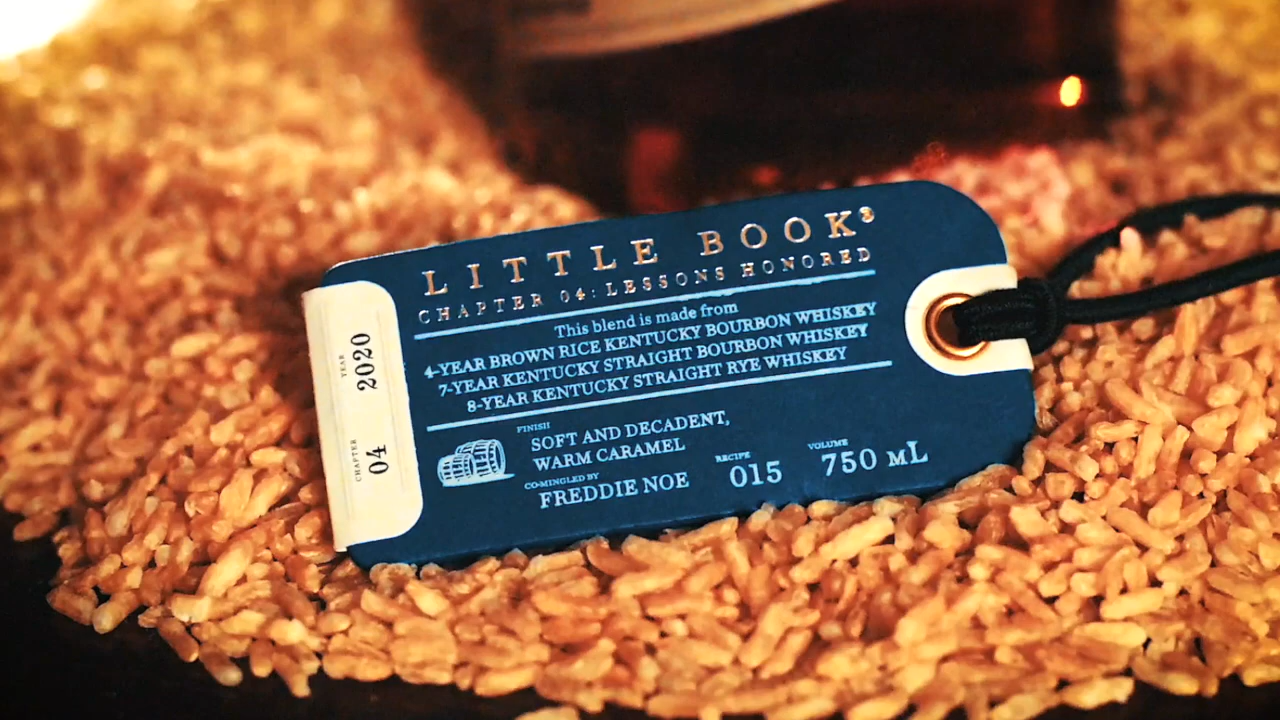 LITTLE BOOK®
CHAPTER 04: LESSONS HONORED
This blend is made from
4-YEAR BROWN RICE KENTUCKY BOURBON WHISKEY
7-YEAR KENTUCKY STRAIGHT BOURBON WHISKEY
8-YEAR KENTUCKY STRAIGHT RYE WHISKEY
FINISH
SOFT AND DECADENT,
WARM CARAMEL
CO-MINGLED BY
FREDDIE NOE
RECIPE
015
VOLUME
750 ML
YEAR
2020
CHAPTER
04